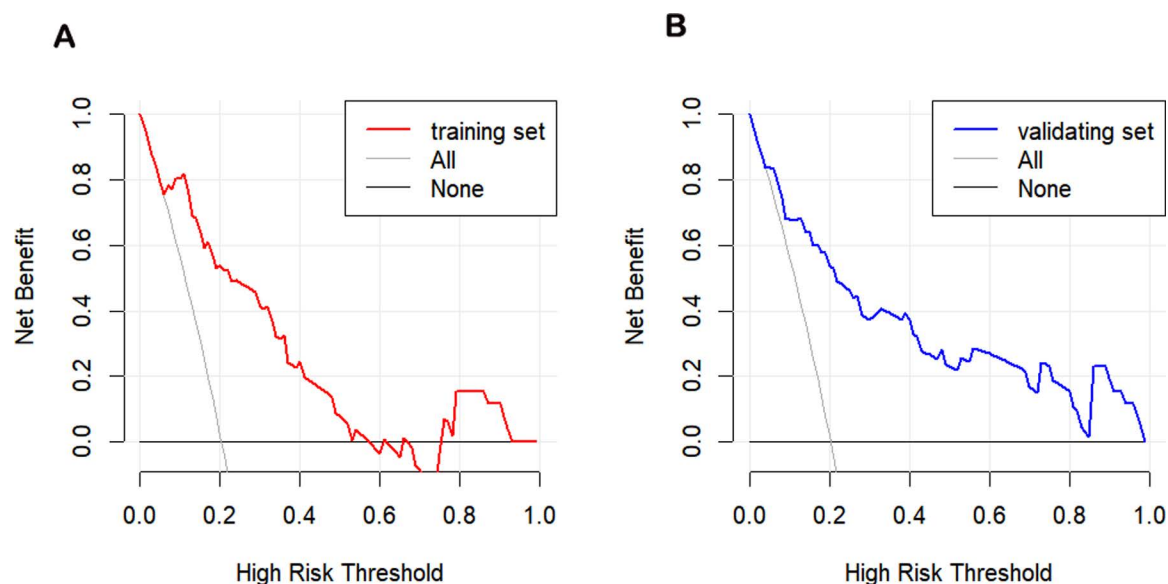 A
training set
All
None
Net Benefit
1.0
0.8
0.6
0.4
0.2
0.0
0.0 0.2 0.4 0.6 0.8 1.0
High Risk Threshold
B
validating set
All
None
Net Benefit
1.0
0.8
0.6
0.4
0.2
0.0
0.0 0.2 0.4 0.6 0.8 1.0
High Risk Threshold